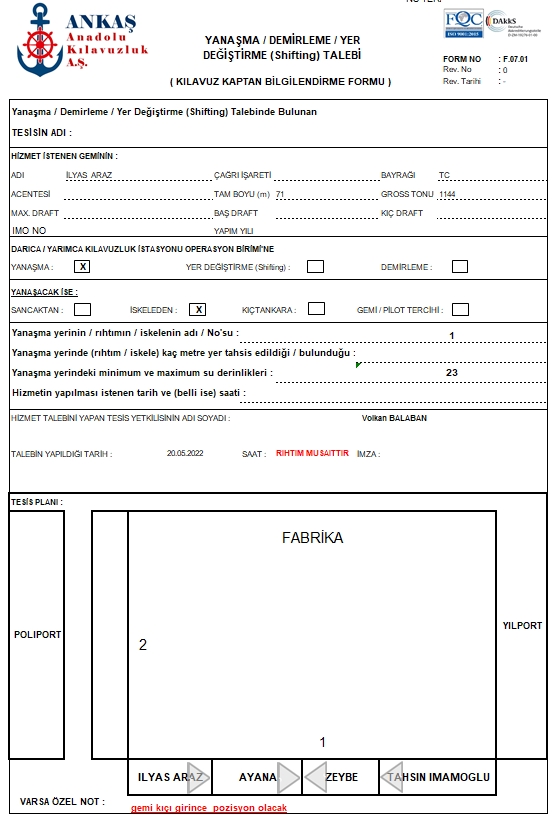 ANKAŞ
Anadolu
Kılavuzluk
A.Ş.
YANAŞMA / DEMİRLEME / YER
DEĞİŞTİRME (Shifting) TALEBİ
( KILAVUZ KAPTAN BİLGİLENDİRME FORMU )
FQC
ISO 9001:2015
DAkkS
FORM NO : F.07.01
Rev. No : 0
Rev. Tarihi : -
Yanaşma / Demirleme / Yer Değiştirme (Shifting) Talebinde Bulunan
TESİSİN ADI :
HİZMET İSTENEN GEMİNİN :
ADI İLYAS ARAZ ÇAĞRI İŞARETİ BAYRAĞI TC
ACENTESİ TAM BOYU (m) 71 GROSS TONU 1144
MAX. DRAFT BAŞ DRAFT KIÇ DRAFT
IMO NO YAPIM YILI
DARICA / YARIMCA KILAVUZLUK İSTASYONU OPERASYON BİRİMİ'NE
YANAŞMA : X YER DEĞİŞTİRME (Shifting) : DEMİRLEME :
YANAŞACAK İSE :
SANCAKTAN : İSKELEDEN : X KIÇTANKARA : GEMİ / PİLOT TERCİHİ :
Yanaşma yerinin / rıhtımın / iskelenin adı / No'su : 1
Yanaşma yerinde (rıhtım / iskele) kaç metre yer tahsis edildiği / bulunduğu :
Yanaşma yerindeki minimum ve maximum su derinlikleri : 23
Hizmetin yapılması istenen tarih ve (belli ise) saati :
HİZMET TALEBİNİ YAPAN TESİS YETKİLİSİNİN ADI SOYADI : Volkan BALABAN
TALEBİN YAPILDIĞI TARİH : 20.05.2022 SAAT : RIHTIM MUSAITTIR İMZA :
TESİS PLANI :
FABRİKA
POLIPORT
YILPORT
2
1
ILYAS ARAZ AYANA ZEYBE TAHSIN IMAMOGLU
VARSA ÖZEL NOT : gemi kıçı girince pozisyon olacak